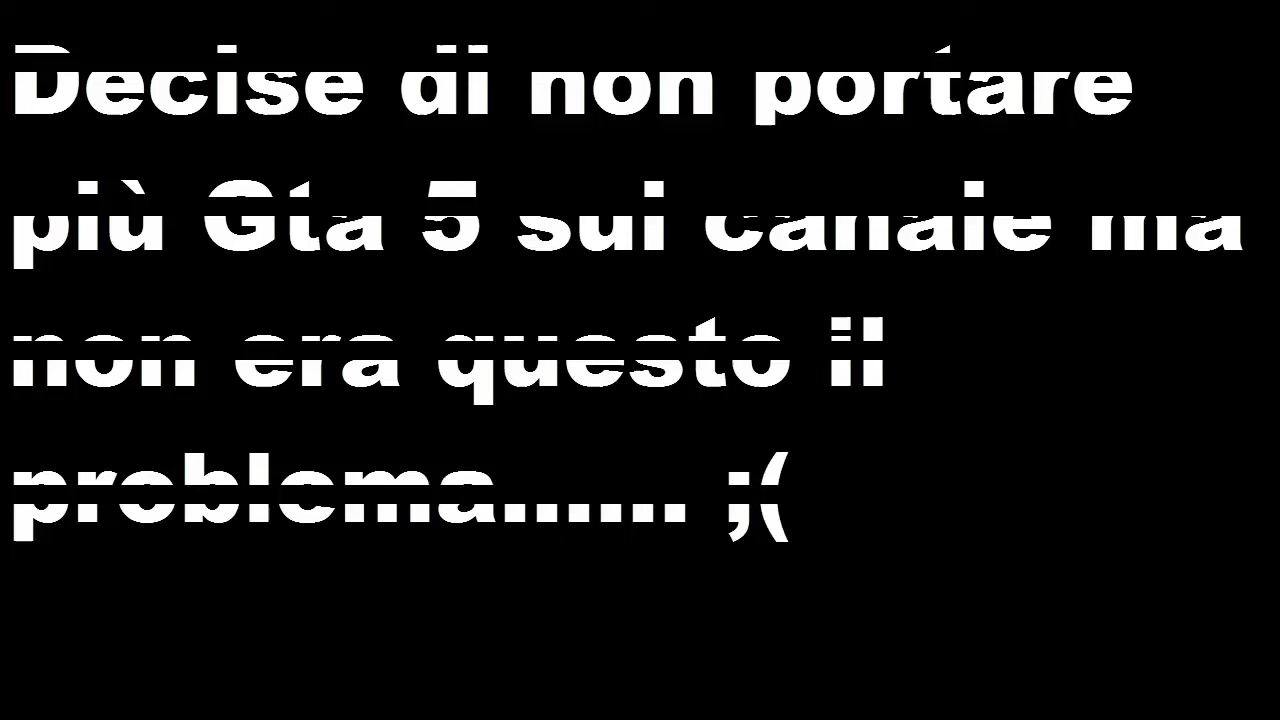 Decise di non portare
più Gta 5 sul canale ma
non era questo il
problema...... ;(